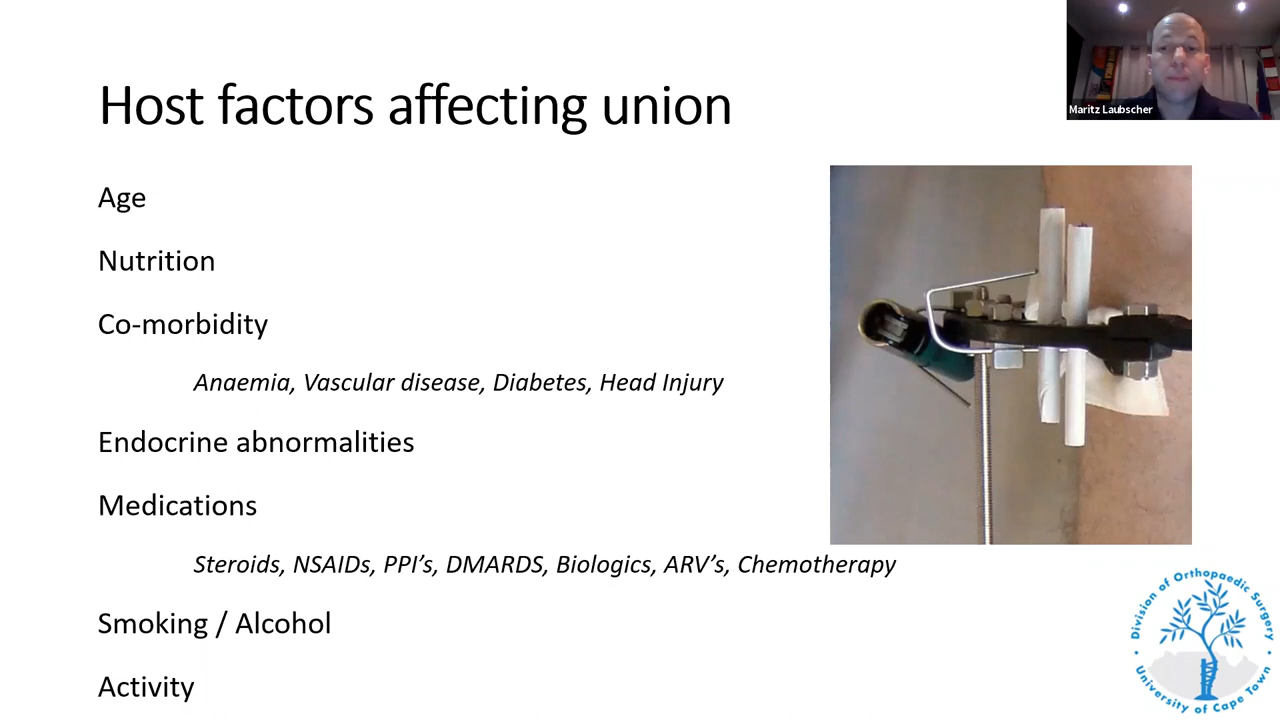 Maritz Laubscher
Host factors affecting union
Age
Nutrition
Co-morbidity
Anaemia, Vascular disease, Diabetes, Head Injury
Endocrine abnormalities
Medications
Steroids, NSAIDs, PPI’s, DMARDS, Biologics, ARV’s, Chemotherapy
Smoking / Alcohol
Activity
Division of Orthopaedic Surgery
University of Cape Town